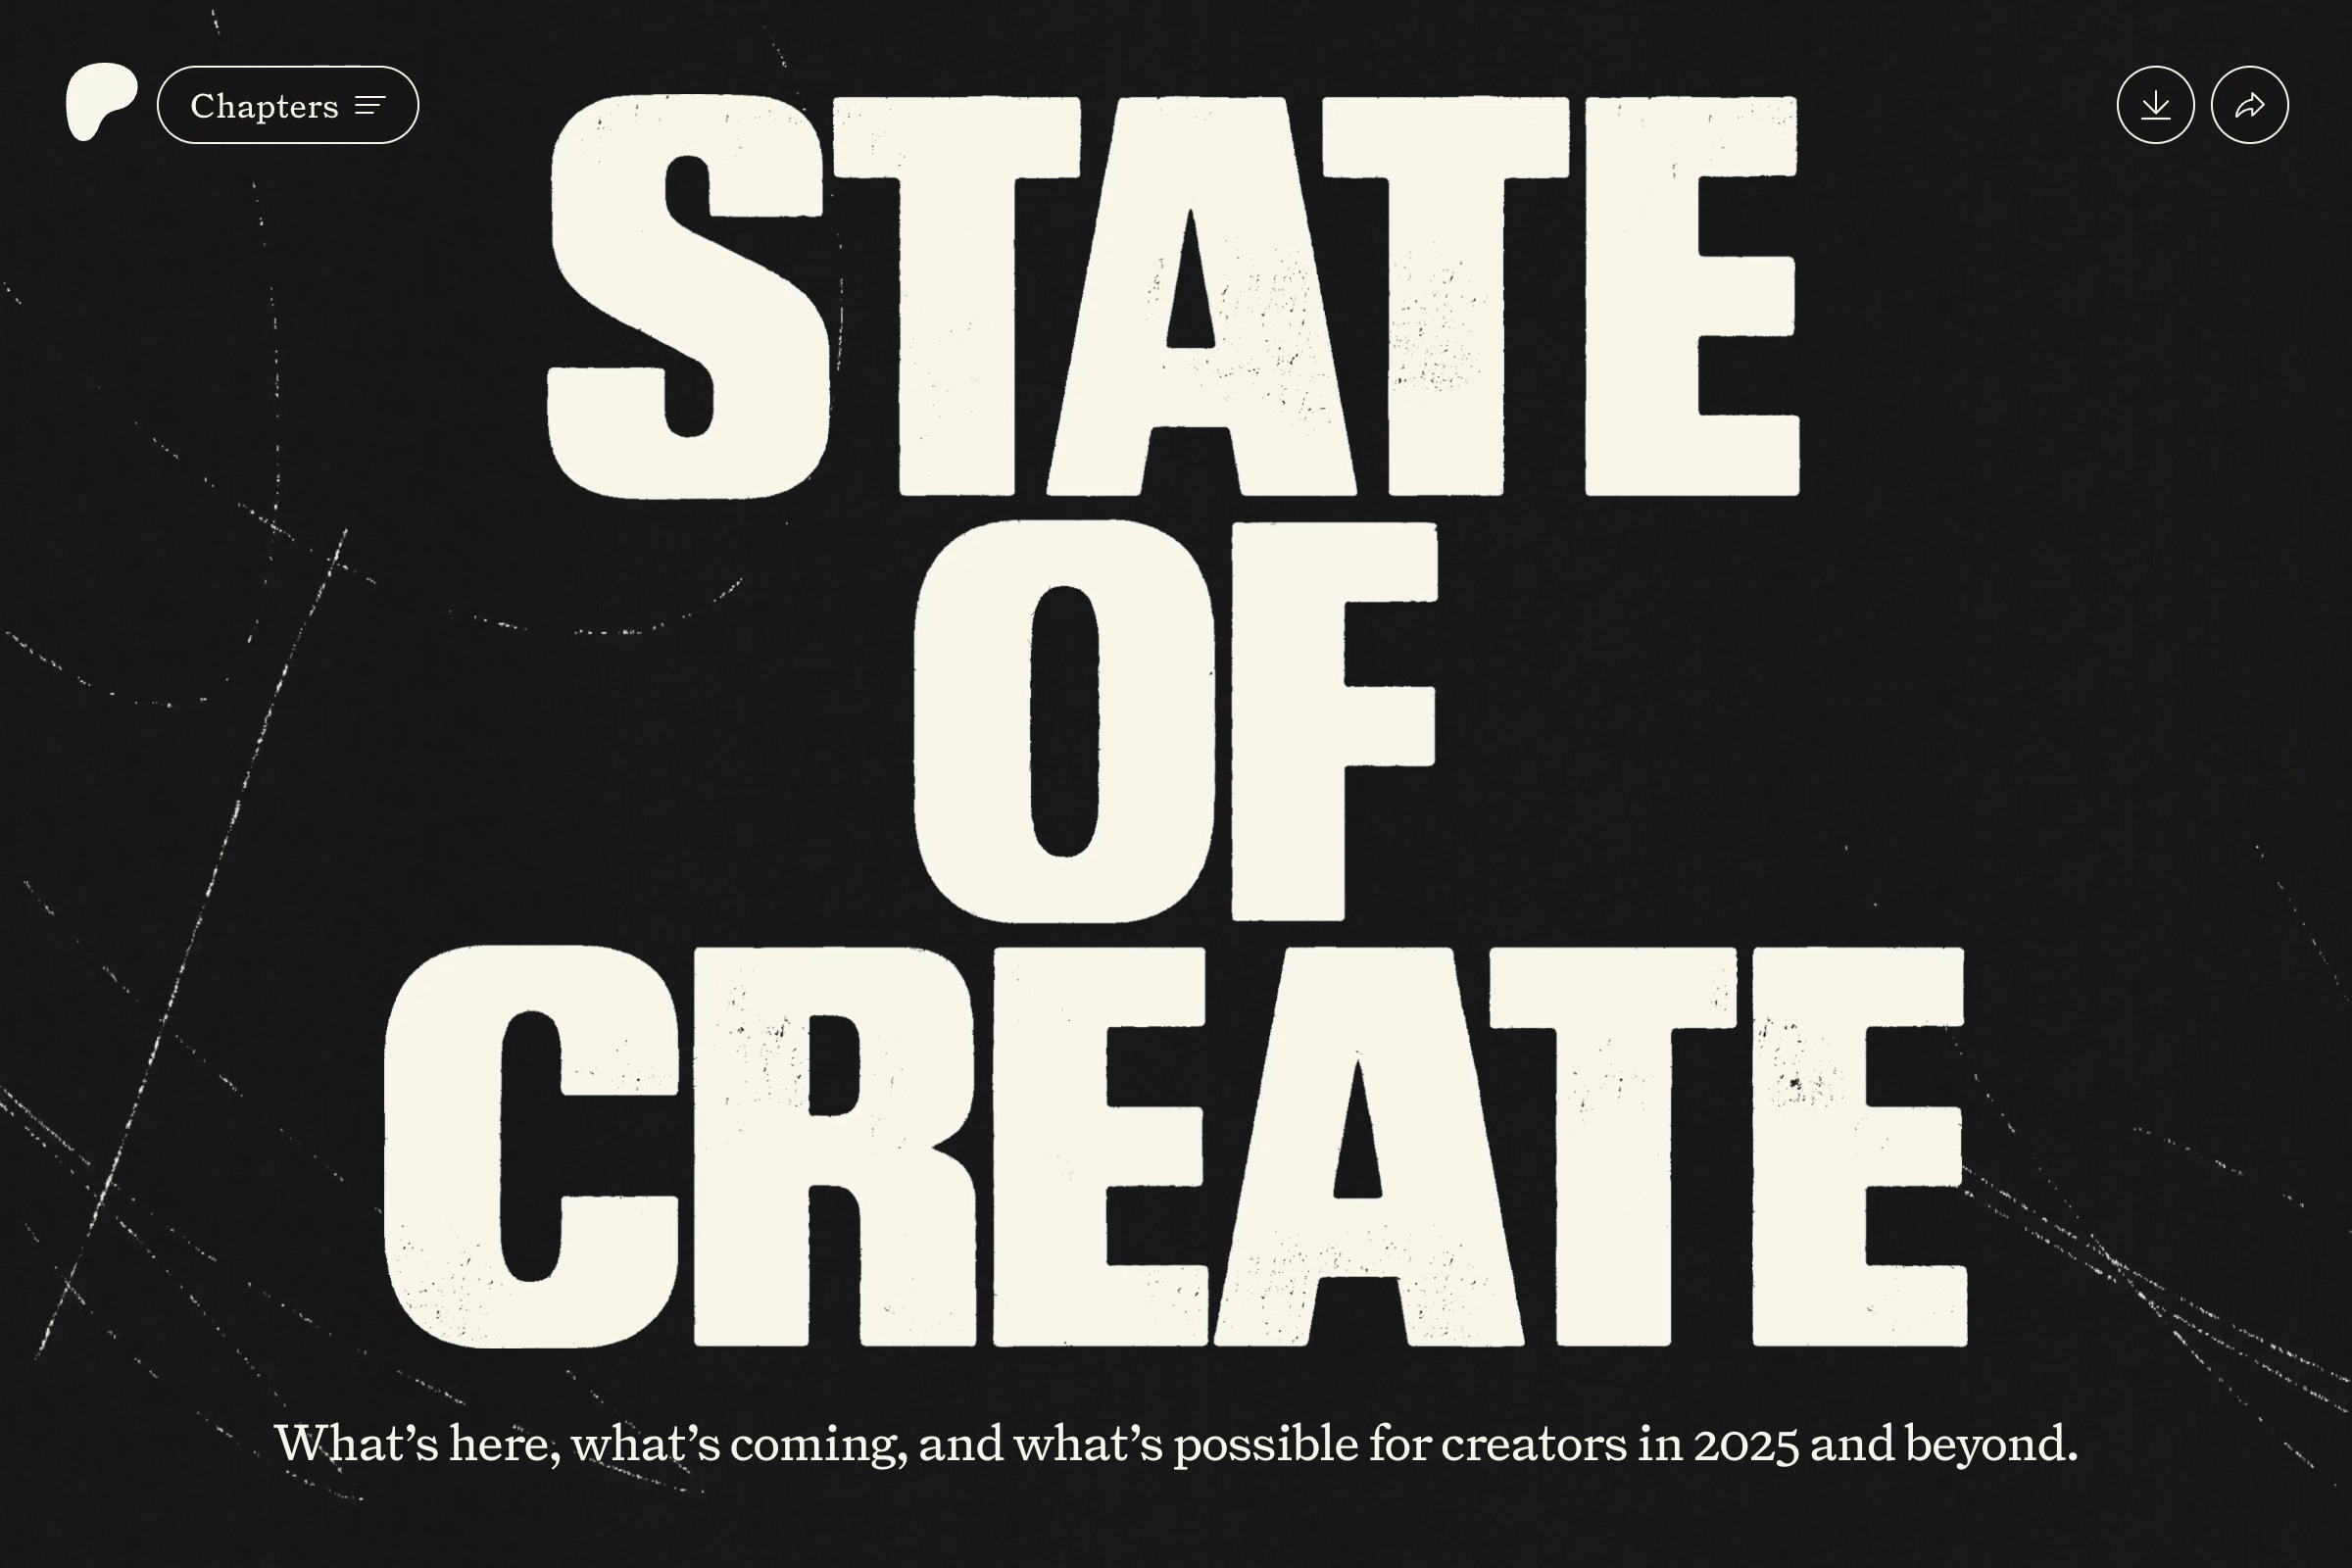 Chapters
STATE
OF
CREATE
What’s here, what’s coming, and what’s possible for creators in 2025 and beyond.